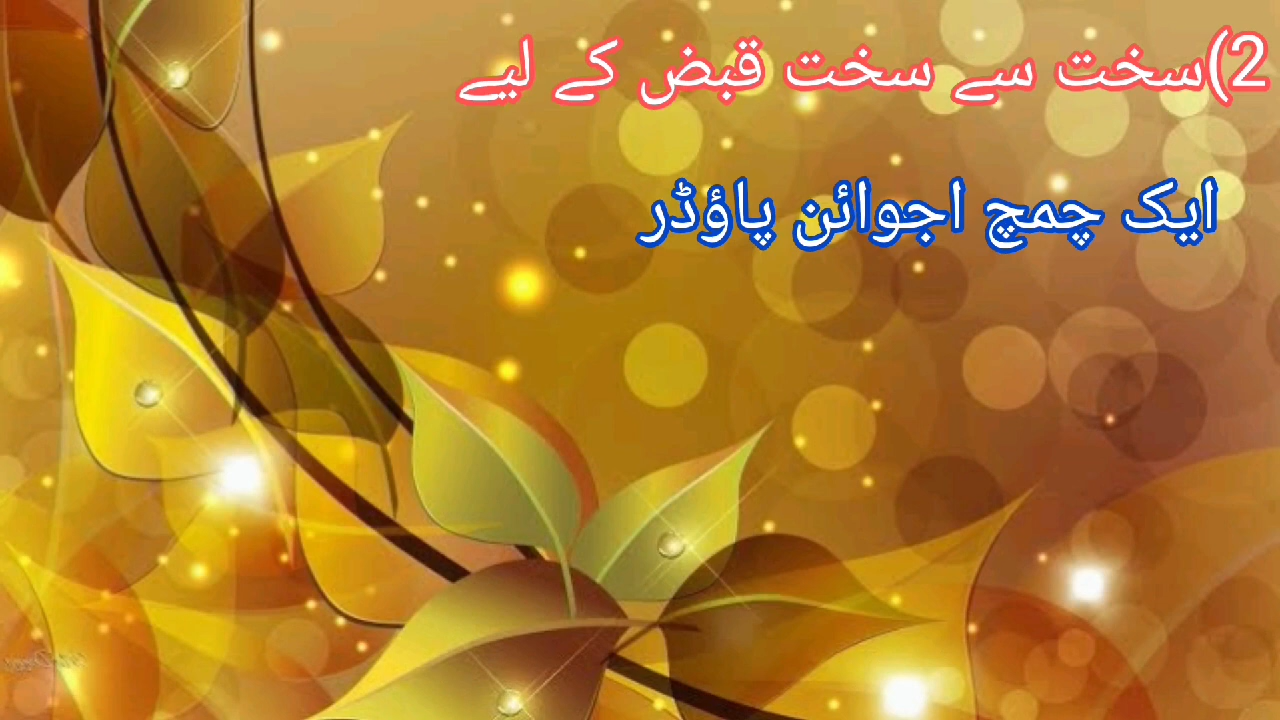 2)سخت سے سخت قبض کے لیے
ایک چمچ اجوائن پاؤڈر